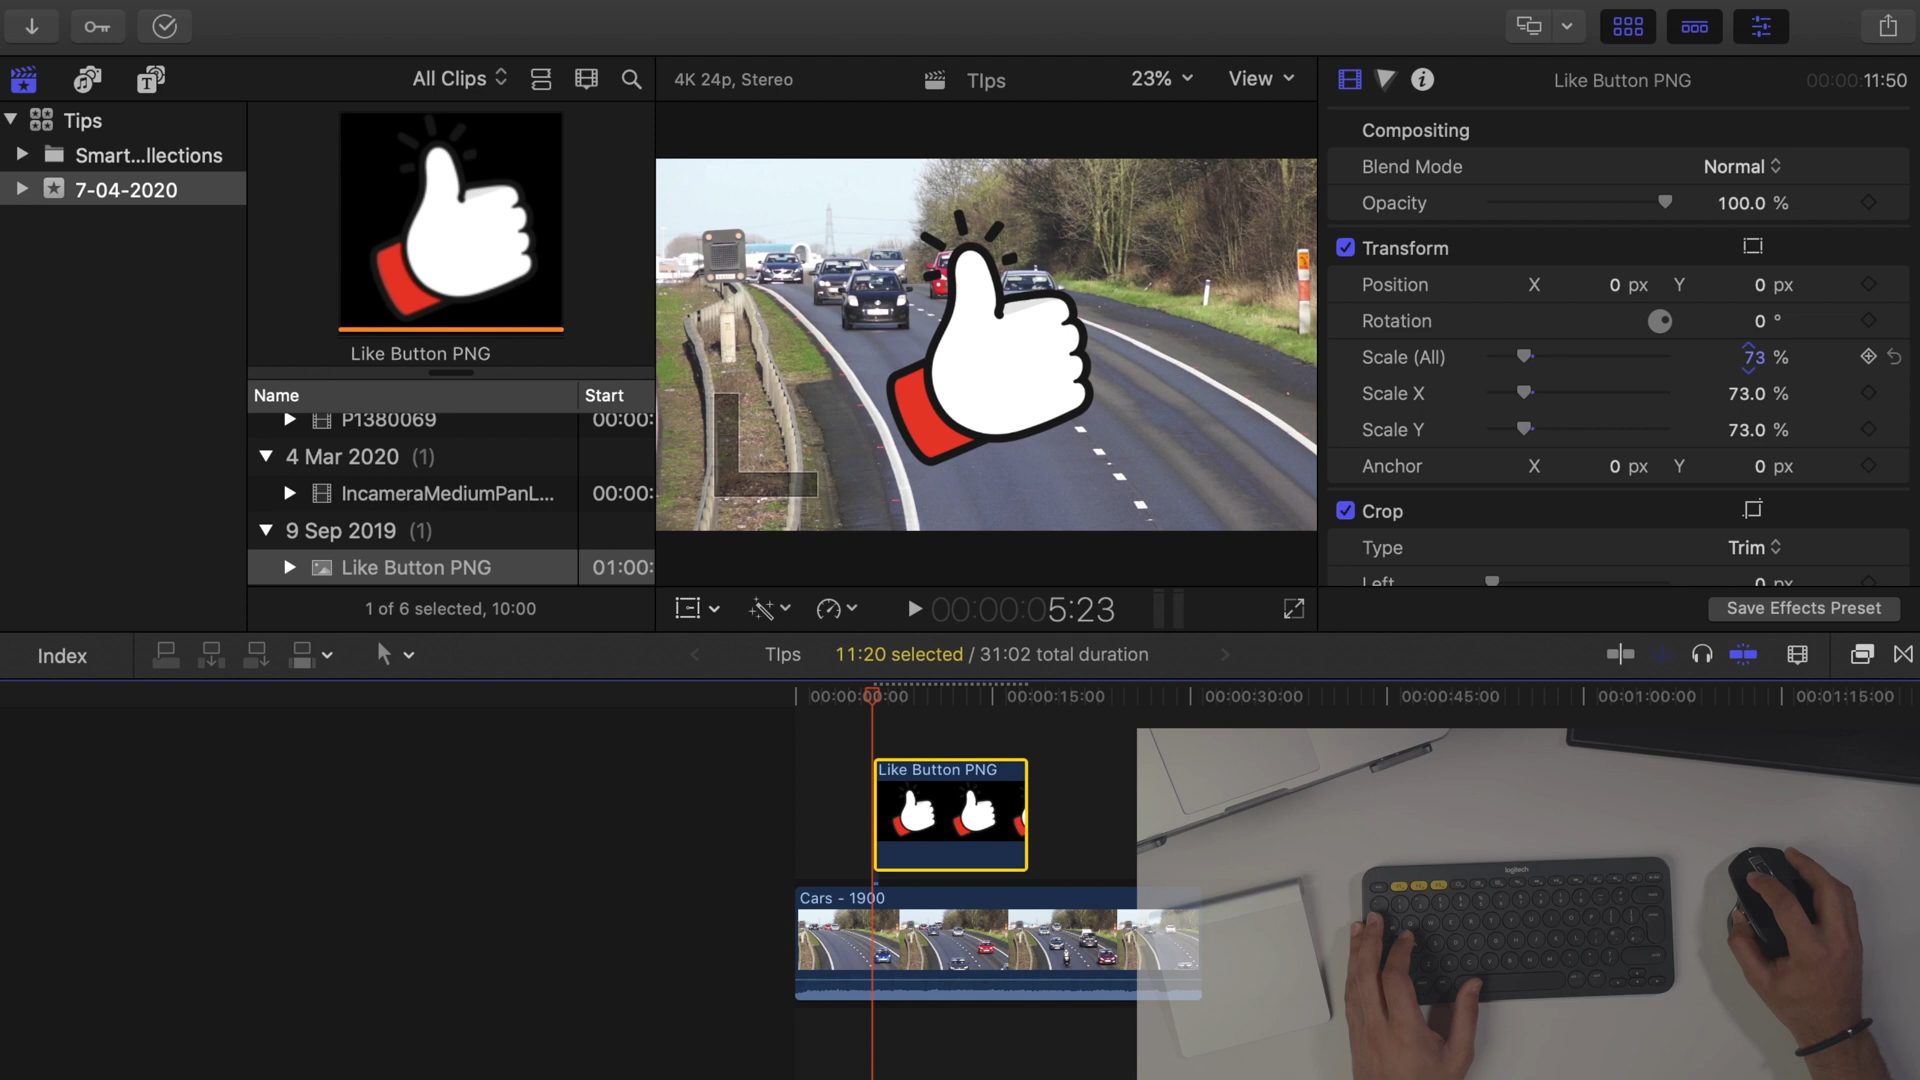 All Clips
4K 24p, Stereo
TIps
23%
View
Like Button PNG
00:00:11:50
Tips
Smart...llections
7-04-2020
Like Button PNG
Name
Start
P1380069
00:00:
4 Mar 2020 (1)
IncameraMediumPanL...
00:00:
9 Sep 2019 (1)
Like Button PNG
01:00:
1 of 6 selected, 10:00
00:00:05:23
Compositing
Blend Mode
Normal
Opacity
100.0 %
Transform
Position
X
0 px
Y
0 px
Rotation
0 °
Scale (All)
73 %
Scale X
73.0 %
Scale Y
73.0 %
Anchor
X
0 px
Y
0 px
Crop
Type
Trim
Left
0 px
Save Effects Preset
Index
TIps
11:20 selected / 31:02 total duration
00:00:00:00
00:00:15:00
00:00:30:00
00:00:45:00
00:01:00:00
00:01:15:00
Like Button PNG
Cars - 1900
logitech